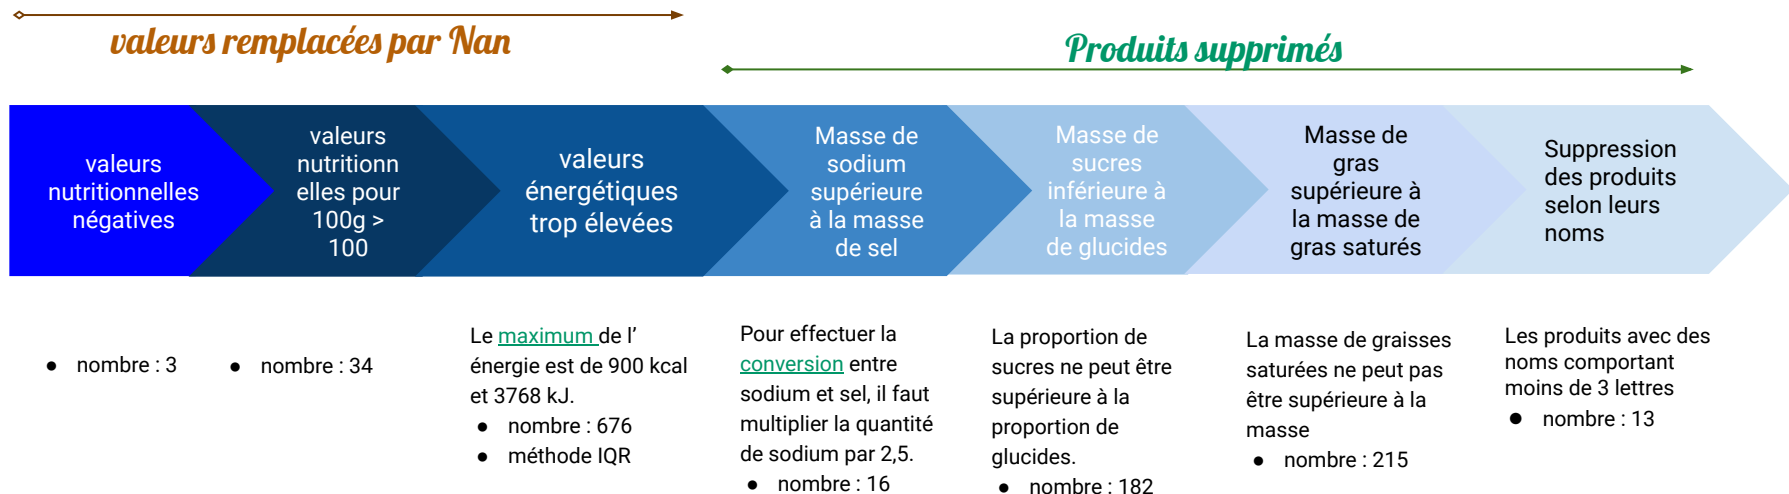 valeurs remplacées par Nan
Produits supprimés
valeurs
nutritionnelles
négatives
valeurs
nutritionn
elles pour
100g >
100
valeurs
énergétiques
trop élevées
Masse de
sodium
supérieure
à la masse
de sel
Masse de
sucres
inférieure à
la masse
de glucides
Masse de
gras
supérieure à
la masse de
gras saturés
Suppression
des produits
selon leurs
noms
● nombre : 3
● nombre : 34
Le maximum de l’
énergie est de 900 kcal
et 3768 kJ.
● nombre : 676
● méthode IQR
Pour effectuer la
conversion entre
sodium et sel, il faut
multiplier la quantité
de sodium par 2,5.
● nombre : 16
La proportion de
sucres ne peut être
supérieure à la
proportion de
glucides.
● nombre : 182
La masse de graisses
saturées ne peut pas
être supérieure à la
masse
● nombre : 215
Les produits avec des
noms comportant
moins de 3 lettres
● nombre : 13